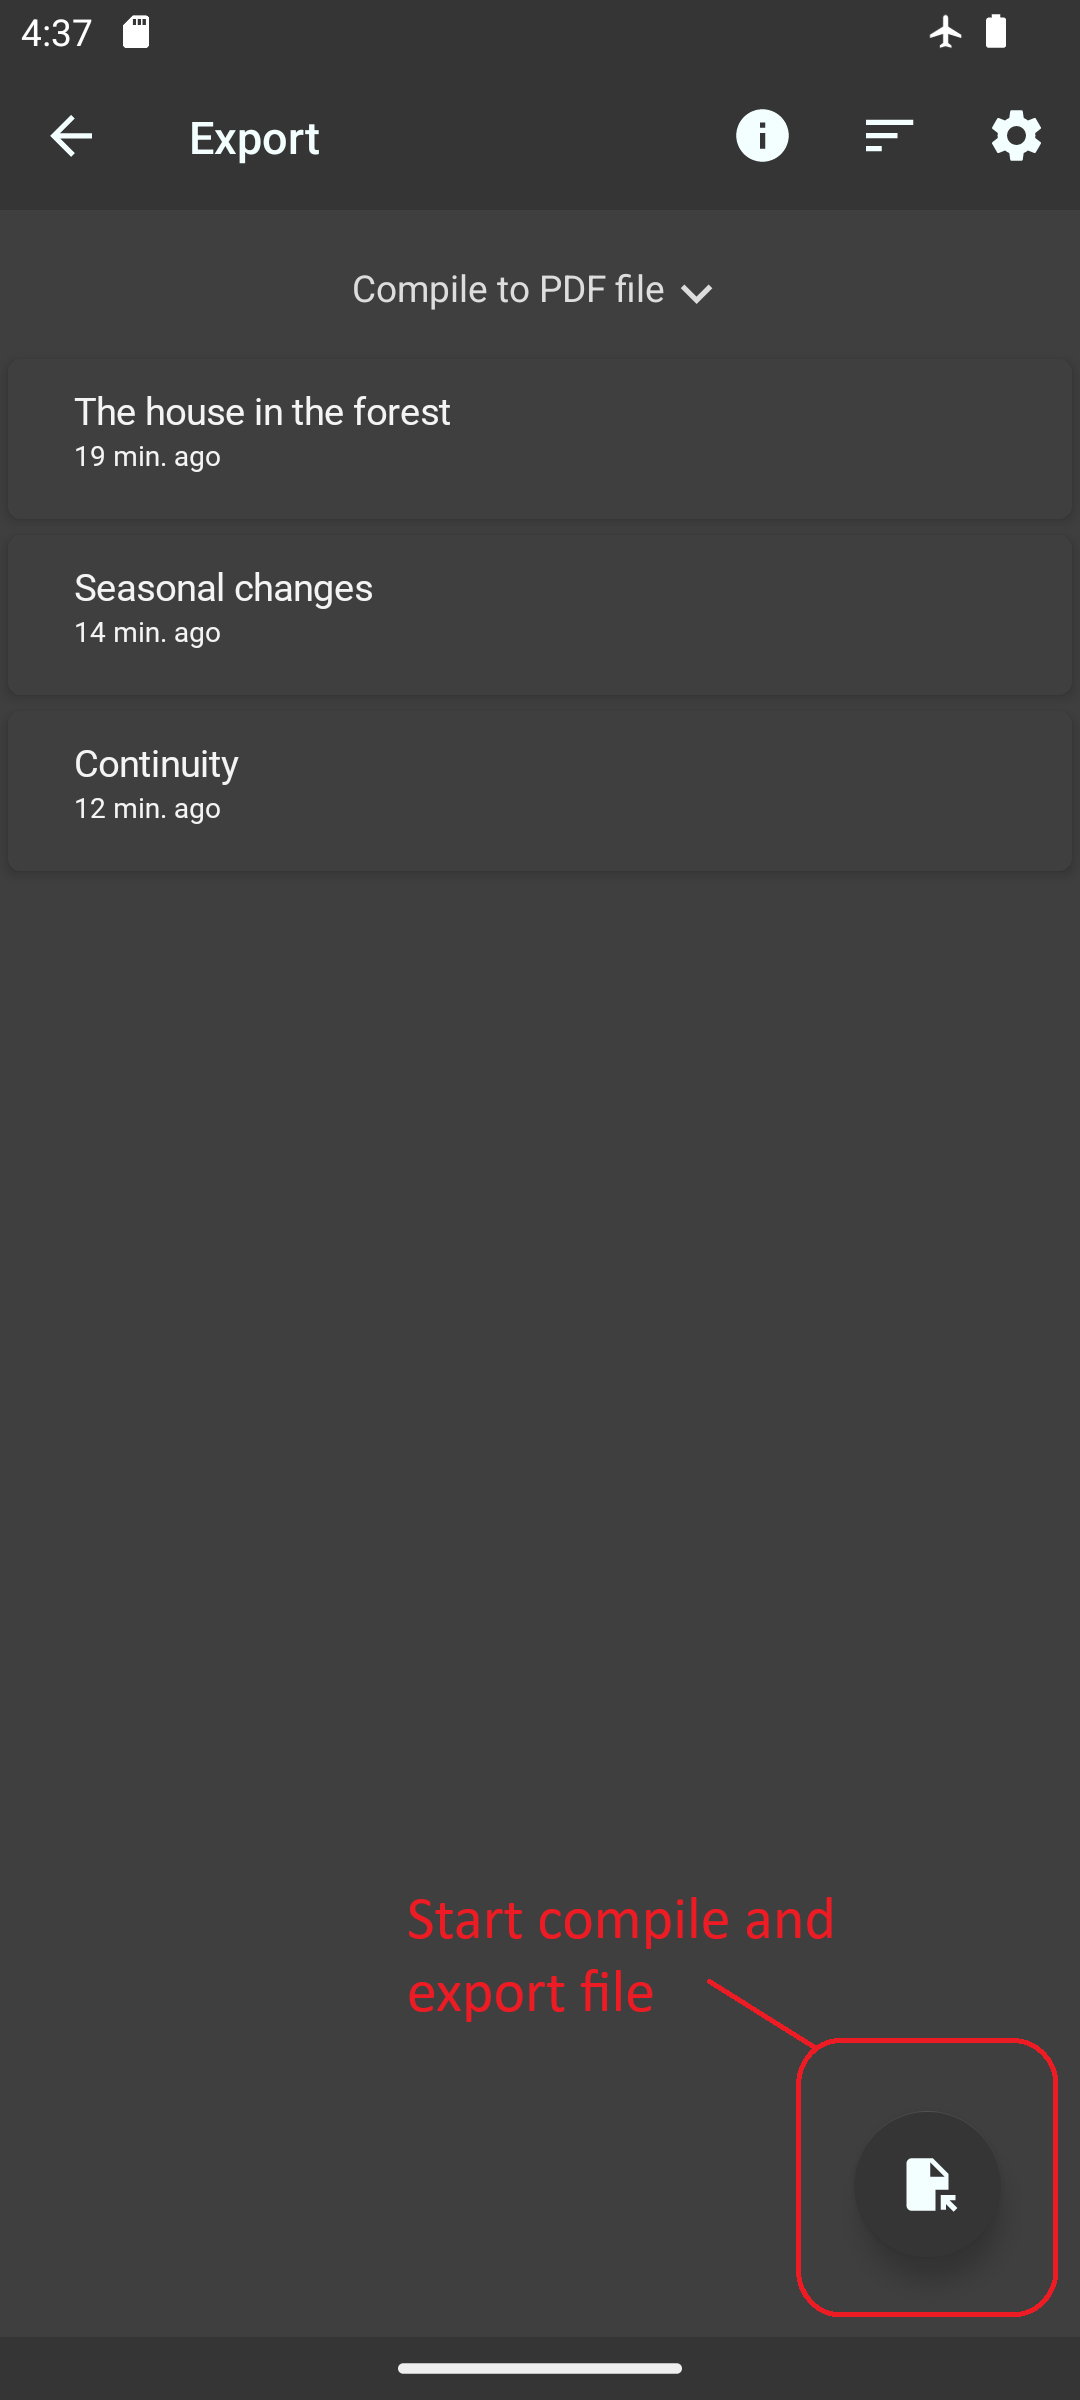 4:37
Export
Compile to PDF file
The house in the forest
19 min. ago
Seasonal changes
14 min. ago
Continuity
12 min. ago
Start compile and
export file